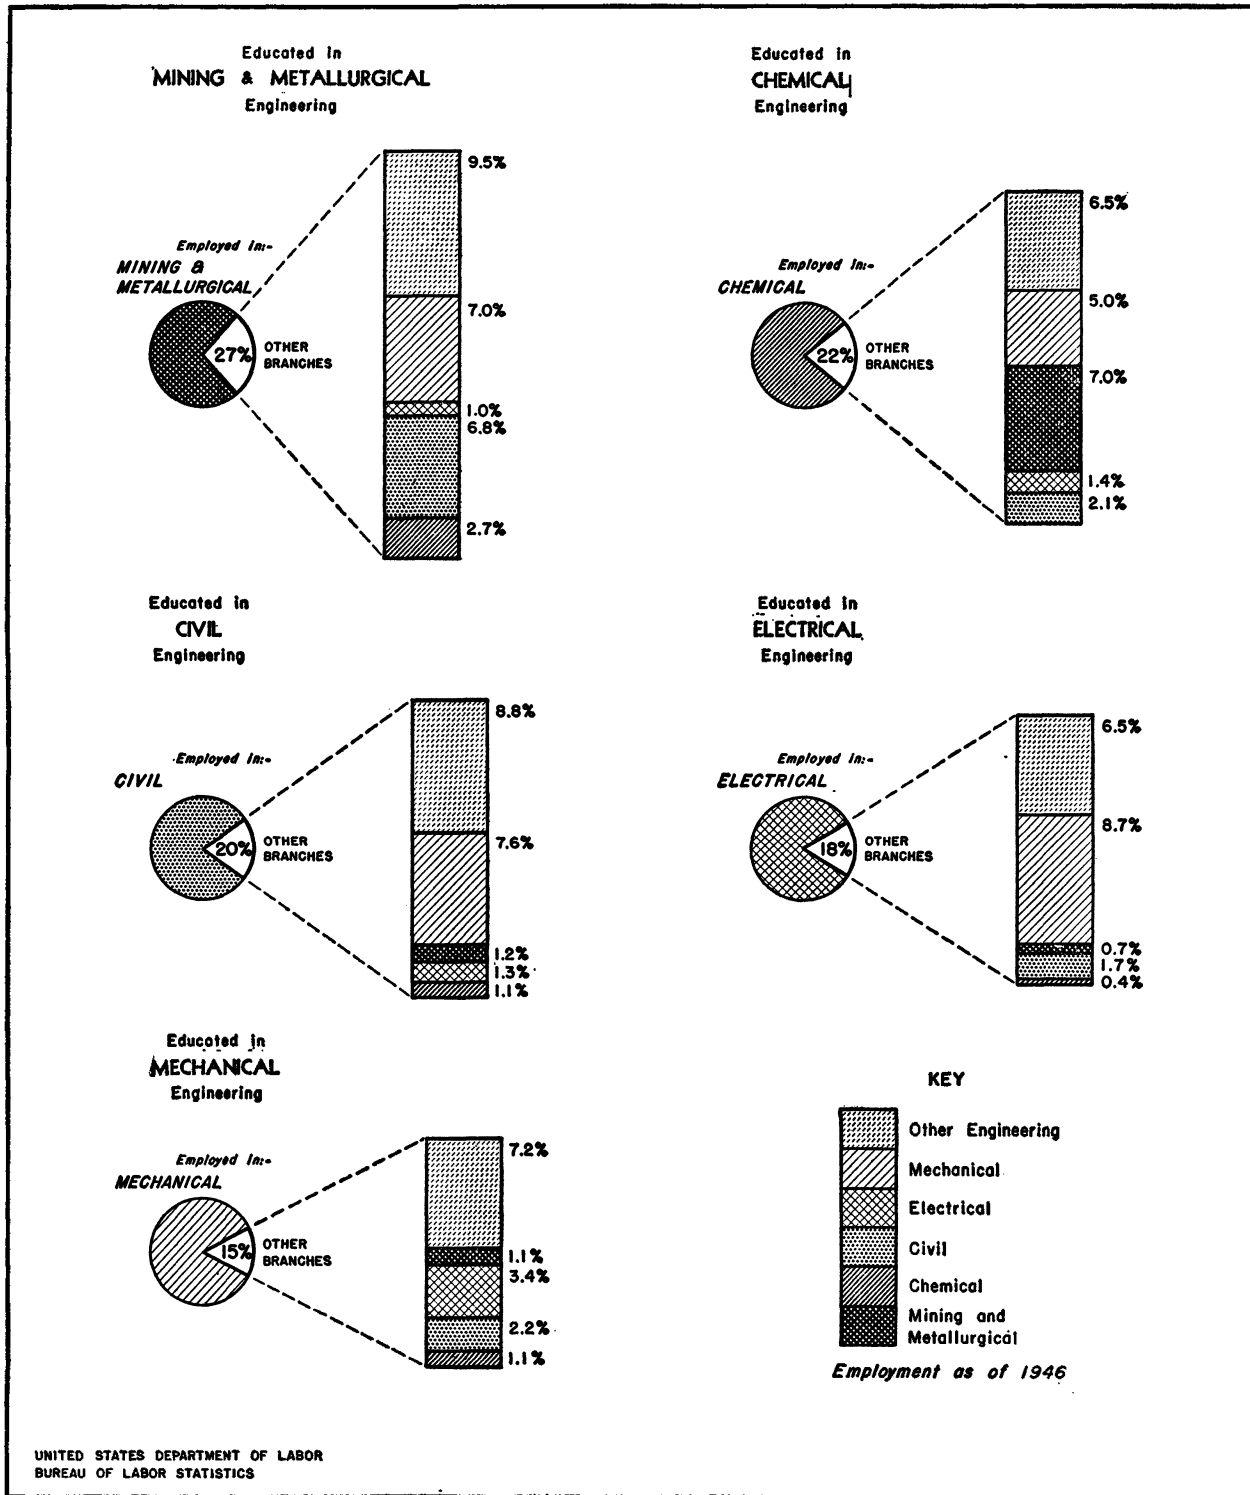 Educated in
MINING & METALLURGICAL
Engineering
9.5%
Employed in:-
MINING &
METALLURGICAL
7.0%
27%
OTHER
BRANCHES
1.0%
6.8%
2.7%
Educated in
CHEMICAL
Engineering
6.5%
Employed in:-
CHEMICAL
5.0%
22%
OTHER
BRANCHES
7.0%
1.4%
2.1%
Educated in
CIVIL
Engineering
8.8%
Employed in:-
CIVIL
7.6%
20%
OTHER
BRANCHES
1.2%
1.3%
1.1%
Educated in
ELECTRICAL
Engineering
6.5%
Employed in:-
ELECTRICAL
8.7%
18%
OTHER
BRANCHES
0.7%
1.7%
0.4%
Educated in
MECHANICAL
Engineering
7.2%
Employed in:-
MECHANICAL
15%
OTHER
BRANCHES
1.1%
3.4%
2.2%
1.1%
KEY
Other Engineering
Mechanical
Electrical
Civil
Chemical
Mining and
Metallurgical
Employment as of 1946
UNITED STATES DEPARTMENT OF LABOR
BUREAU OF LABOR STATISTICS